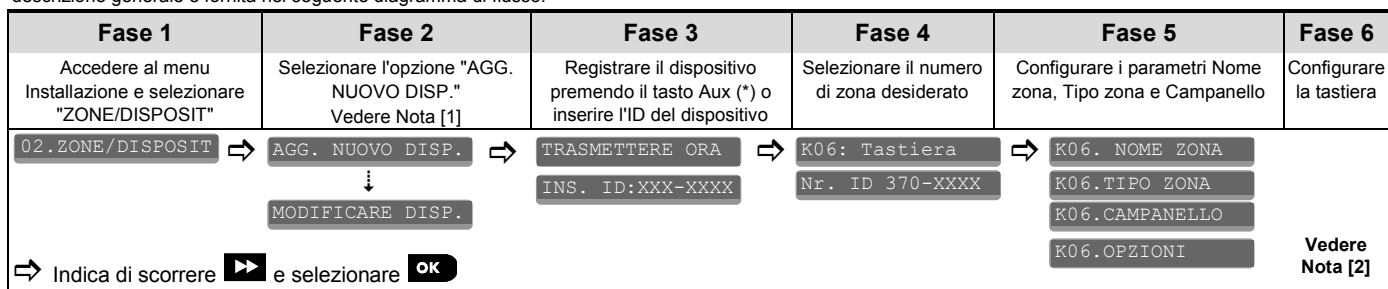 descrizione generale è fornita nel seguente diagramma di flusso.
Fase 1
Fase 2
Fase 3
Fase 4
Fase 5
Fase 6
Accedere al menu
Installazione e selezionare
"ZONE/DISPOSIT"
Selezionare l'opzione "AGG.
NUOVO DISP."
Vedere Nota [1]
Registrare il dispositivo
premendo il tasto Aux (*) o
inserire l'ID del dispositivo
Selezionare il numero
di zona desiderato
Configurare i parametri Nome
zona, Tipo zona e Campanello
Configurare
la tastiera
02.ZONE/DISPOSIT
AGG. NUOVO DISP.
MODIFICARE DISP.
TRASMETTERE ORA
INS. ID:XXX-XXXX
K06: Tastiera
Nr. ID 370-XXXX
K06. NOME ZONA
K06.TIPO ZONA
K06.CAMPANELLO
K06.OPZIONI
Vedere
Nota [2]
Indica di scorrere e selezionare OK